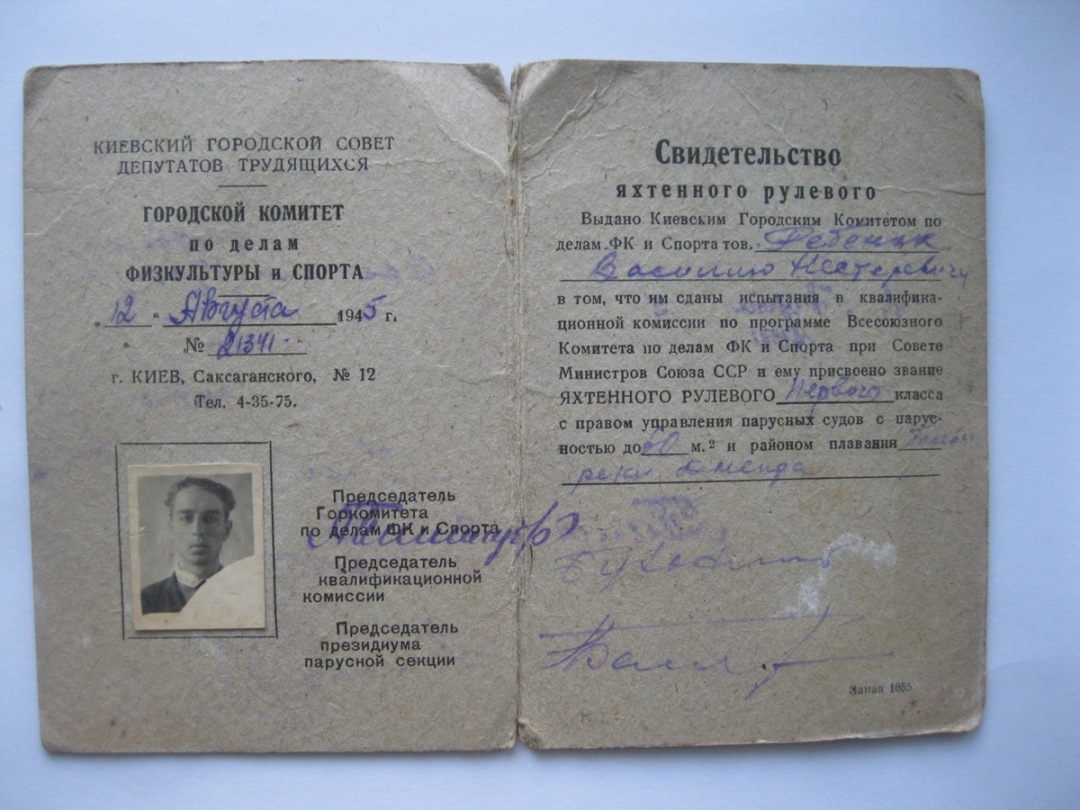 КИЕВСКИЙ ГОРОДСКОЙ СОВЕТ
ДЕПУТАТОВ ТРУДЯЩИХСЯ
ГОРОДСКОЙ КОМИТЕТ
по делам
ФИЗКУЛЬТУРЫ и СПОРТА
„12 " Августа 1945 г.
№ 21341
г. КИЕВ, Саксаганского, № 12
Тел. 4-35-75.
Председатель
Горкомитета
по делам ФК и Спорта
Председатель
квалификационной
комиссии
Председатель
президиума
парусной секции
Свидетельство
яхтенного рулевого
Выдано Киевским Городским Комитетом по
делам ФК и Спорта тов. Ребенок
Василию Нестеровичу
в том, что им сданы испытания в квалифика-
ционной комиссии по программе Всесоюзного
Комитета по делам ФК и Спорта при Совете
Министров Союза ССР и ему присвоено звание
ЯХТЕННОГО РУЛЕВОГО Первого класса
с правом управления парусных судов с парус-
ностью до 60 м.² и районом плавания
реки Днепра
Заказ 1055